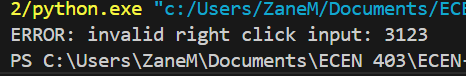 2/python.exe "c:/Users/ZaneM/Documents/ECE
ERROR: invalid right click input: 3123
PS C:\Users\ZaneM\Documents\ECEN 403\ECEN